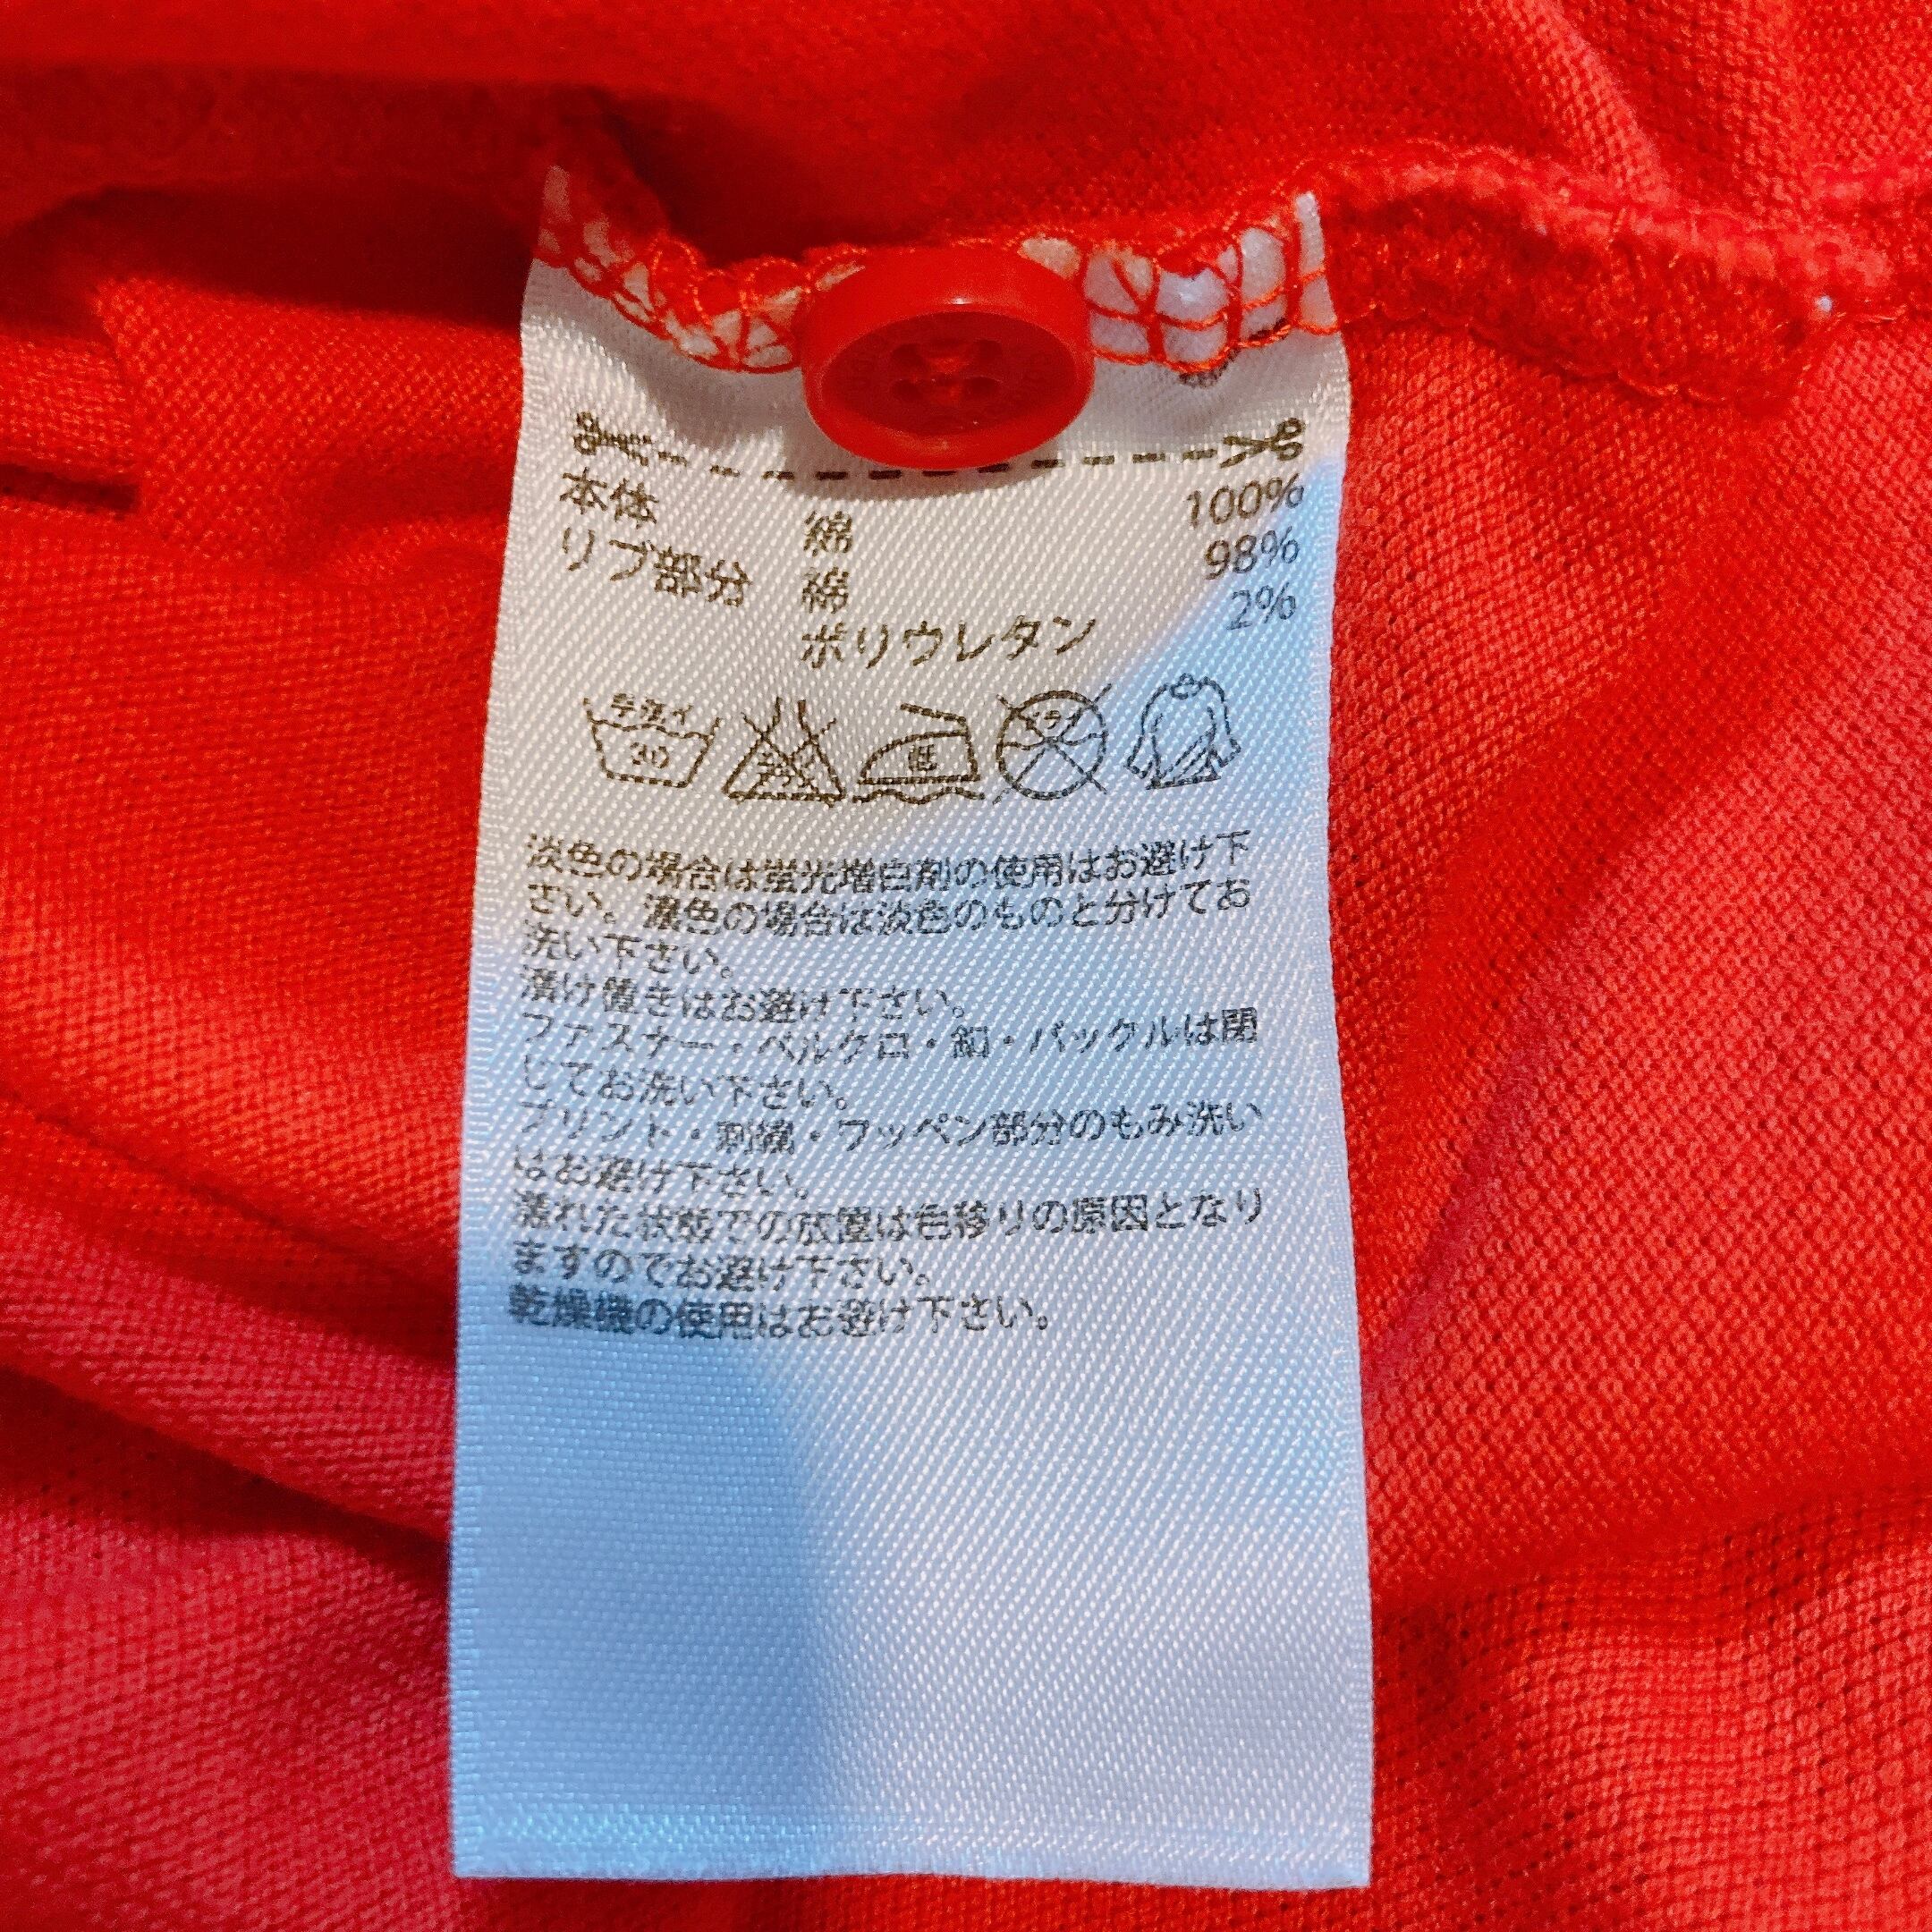 本体 綿 100%
リブ部分 綿 98%
ポリウレタン 2%
30 低
淡色の場合は蛍光増白剤の使用はお避け下
さい。濃色の場合は淡色のものと分けてお
洗い下さい。
漬け置きはお避け下さい。
ファスナー・ベルクロ・釦・バックルは閉
じてお洗い下さい。
プリント・刺繍・ワッペン部分のもみ洗い
はお避け下さい。
濡れた状態での放置は色移りの原因となり
ますのでお避け下さい。
乾燥機の使用はお避け下さい。